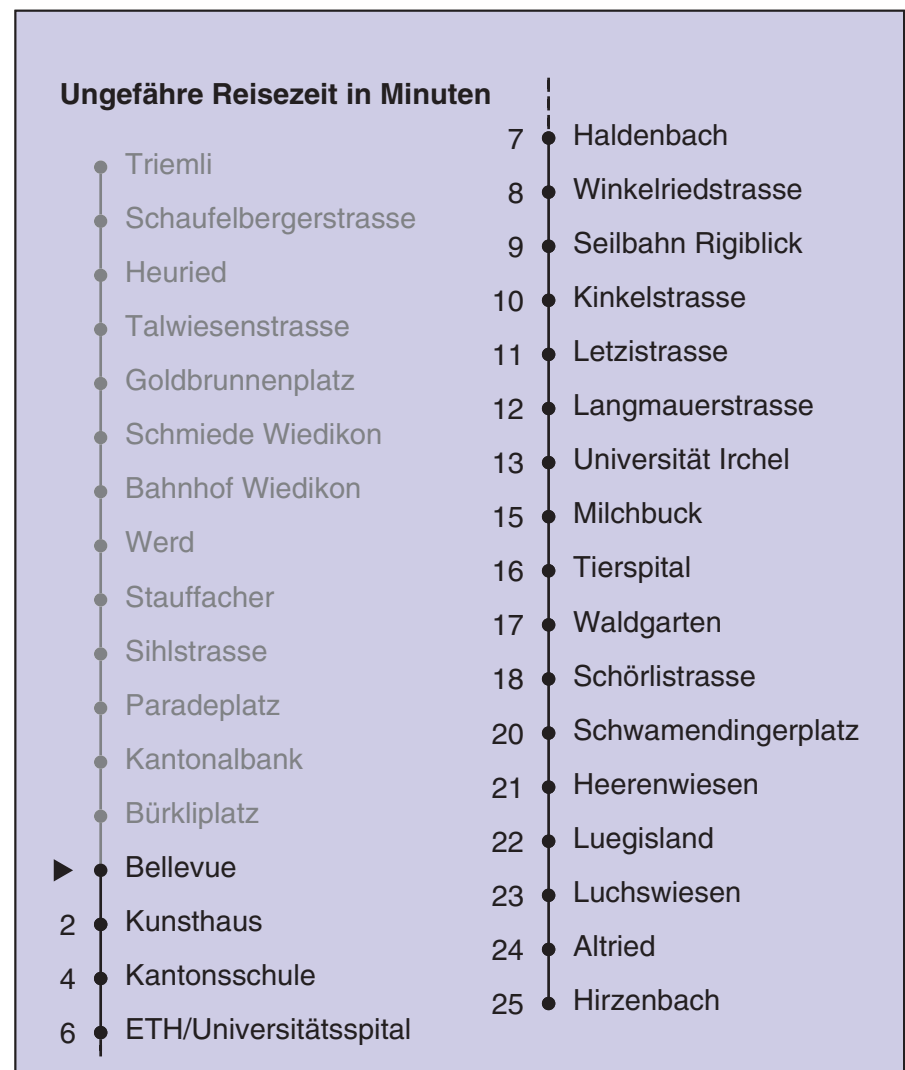 Ungefähre Reisezeit in Minuten
Triemli
Schaufelbergerstrasse
Heuried
Talwiesenstrasse
Goldbrunnenplatz
Schmiede Wiedikon
Bahnhof Wiedikon
Werd
Stauffacher
Sihlstrasse
Paradeplatz
Kantonalbank
Bürkliplatz
Bellevue
2 Kunsthaus
4 Kantonsschule
6 ETH/Universitätsspital
7 Haldenbach
8 Winkelriedstrasse
9 Seilbahn Rigiblick
10 Kinkelstrasse
11 Letzistrasse
12 Langmauerstrasse
13 Universität Irchel
15 Milchbuck
16 Tierspital
17 Waldgarten
18 Schörlistrasse
20 Schwamendingerplatz
21 Heerenwiesen
22 Luegisland
23 Luchswiesen
24 Altried
25 Hirzenbach